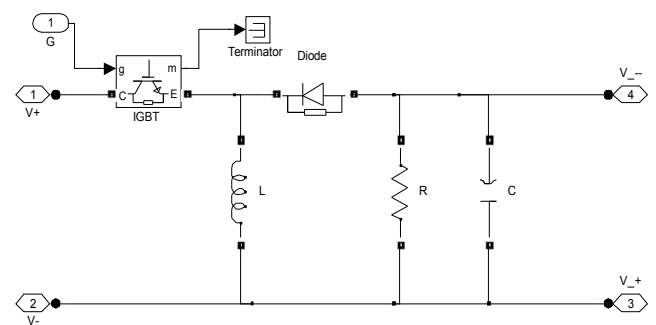 1
G
Terminator
Diode
g
m
C
E
IGBT
1
V+
V_--
4
L
R
C
2
V-
V_+
3